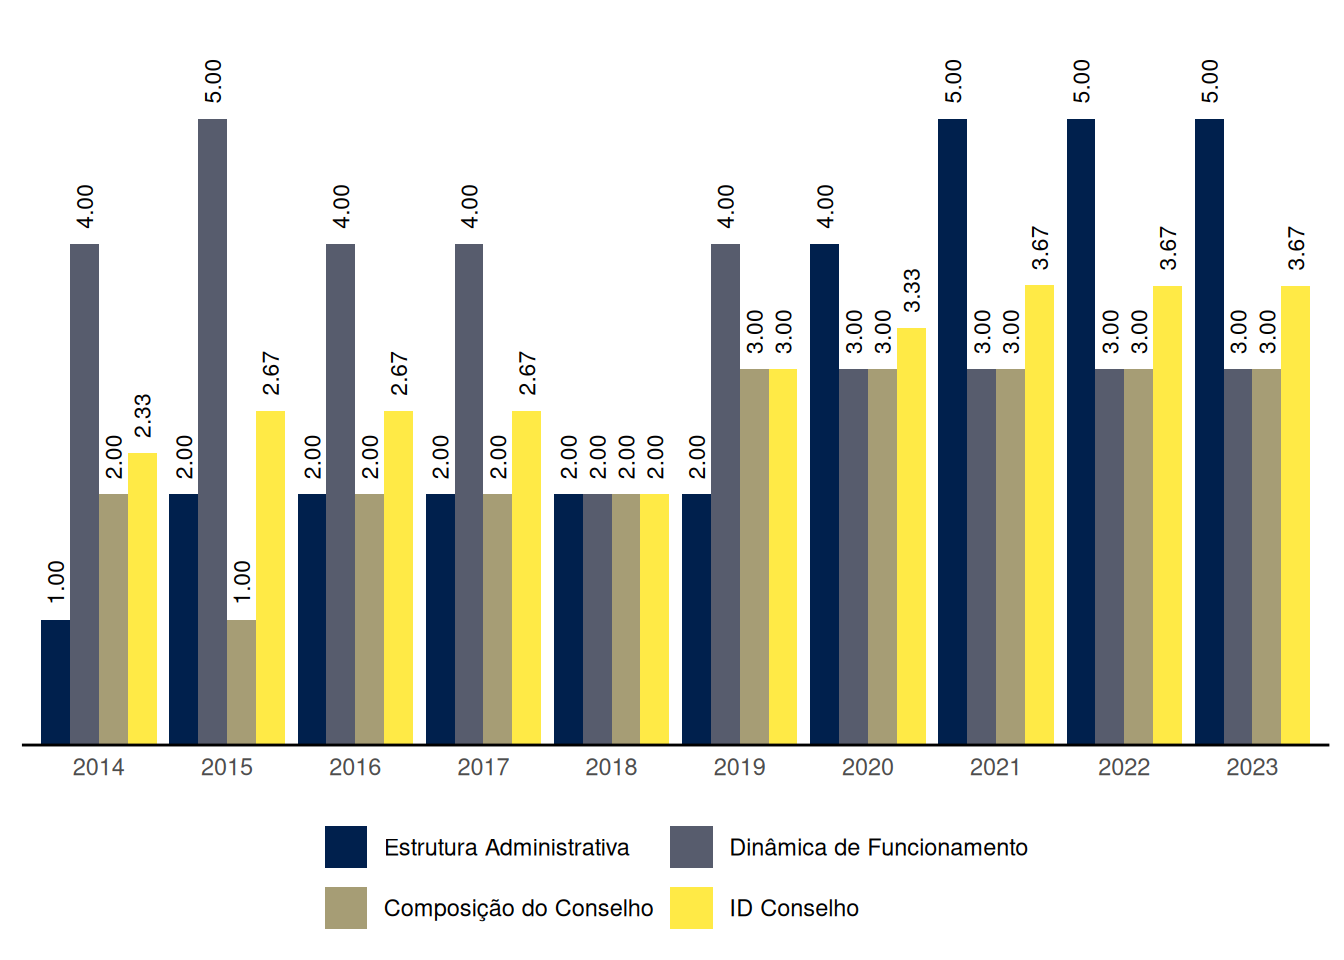 1.00 4.00 2.00 2.33 2.00 5.00 1.00 2.67 2.00 4.00 2.00 2.67 2.00 4.00 2.00 2.67 2.00 2.00 2.00 2.00 2.00 4.00 3.00 3.00 4.00 3.00 3.00 3.33 5.00 3.00 3.00 3.67 5.00 3.00 3.00 3.67 5.00 3.00 3.00 3.67
2014 2015 2016 2017 2018 2019 2020 2021 2022 2023
Estrutura Administrativa Dinâmica de Funcionamento
Composição do Conselho ID Conselho